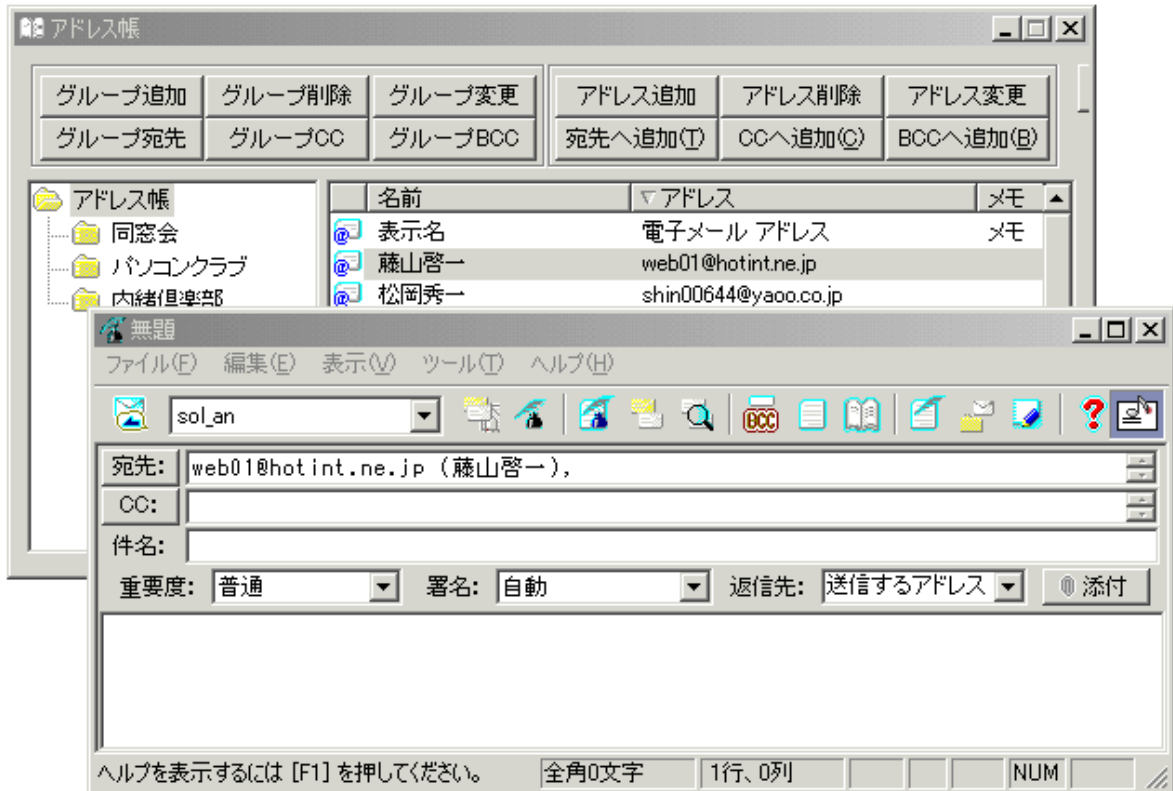 アドレス帳
グループ追加 グループ削除 グループ変更 アドレス追加 アドレス削除 アドレス変更
グループ宛先 グループCC グループBCC 宛先へ追加(T) CCへ追加(C) BCCへ追加(B)
アドレス帳 名前 アドレス メモ
同窓会 表示名 電子メール アドレス メモ
パソコンクラブ 藤山啓一 web01@hotint.ne.jp
内緒倶楽部 松岡秀一 shin00644@yaoo.co.jp
無題
ファイル(F) 編集(E) 表示(V) ツール(T) ヘルプ(H)
sol_an BCC
宛先: web01@hotint.ne.jp (藤山啓一),
CC:
件名:
重要度: 普通 署名: 自動 返信先: 送信するアドレス 添付
ヘルプを表示するには [F1] を押してください。 全角0文字 1行、0列 NUM